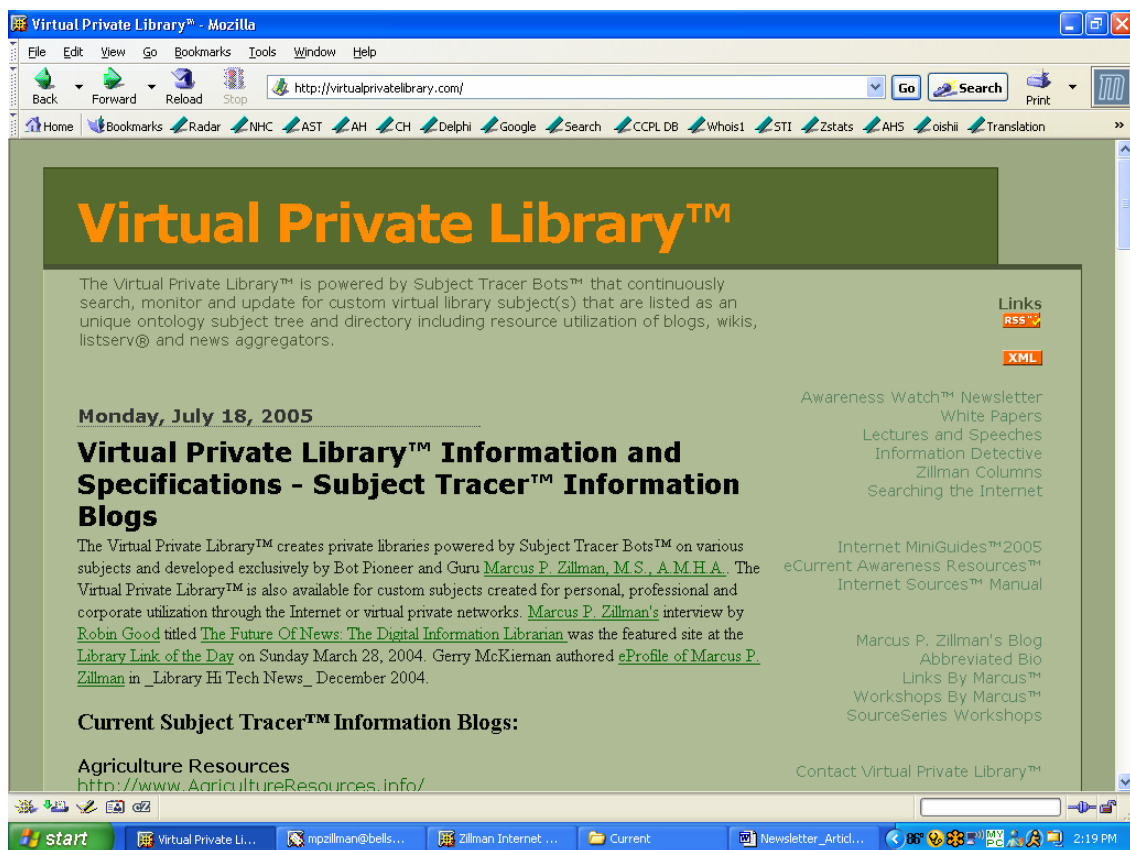 Virtual Private Library™ - Mozilla
File Edit View Go Bookmarks Tools Window Help
Back Forward Reload Stop http://virtualprivatelibrary.com/ Go Search Print
Home Bookmarks Radar NHC AST AH CH Delphi Google Search CCPL DB Whois1 STI Zstats AHS oishii Translation »
Virtual Private Library™
The Virtual Private Library™ is powered by Subject Tracer Bots™ that continuously
search, monitor and update for custom virtual library subject(s) that are listed as an
unique ontology subject tree and directory including resource utilization of blogs, wikis,
listserv® and news aggregators.
Monday, July 18, 2005
Virtual Private Library™ Information and
Specifications - Subject Tracer™ Information
Blogs
The Virtual Private Library™ creates private libraries powered by Subject Tracer Bots™ on various
subjects and developed exclusively by Bot Pioneer and Guru Marcus P. Zillman, M.S., A.M.H.A.. The
Virtual Private Library™ is also available for custom subjects created for personal, professional and
corporate utilization through the Internet or virtual private networks. Marcus P. Zillman's interview by
Robin Good titled The Future Of News: The Digital Information Librarian was the featured site at the
Library Link of the Day on Sunday March 28, 2004. Gerry McKiernan authored eProfile of Marcus P.
Zillman in _Library Hi Tech News_ December 2004.
Current Subject Tracer™ Information Blogs:
Agriculture Resources
http://www.AgricultureResources.info/
Links
RSS
XML
Awareness Watch™ Newsletter
White Papers
Lectures and Speeches
Information Detective
Zillman Columns
Searching the Internet
Internet MiniGuides™2005
eCurrent Awareness Resources™
Internet Sources™ Manual
Marcus P. Zillman's Blog
Abbreviated Bio
Links By Marcus™
Workshops By Marcus™
SourceSeries Workshops
Contact Virtual Private Library™
start Virtual Private Li... mpzillman@bells... Zillman Internet ... Current Newsletter_Articl... 86° MY PC 2:19 PM